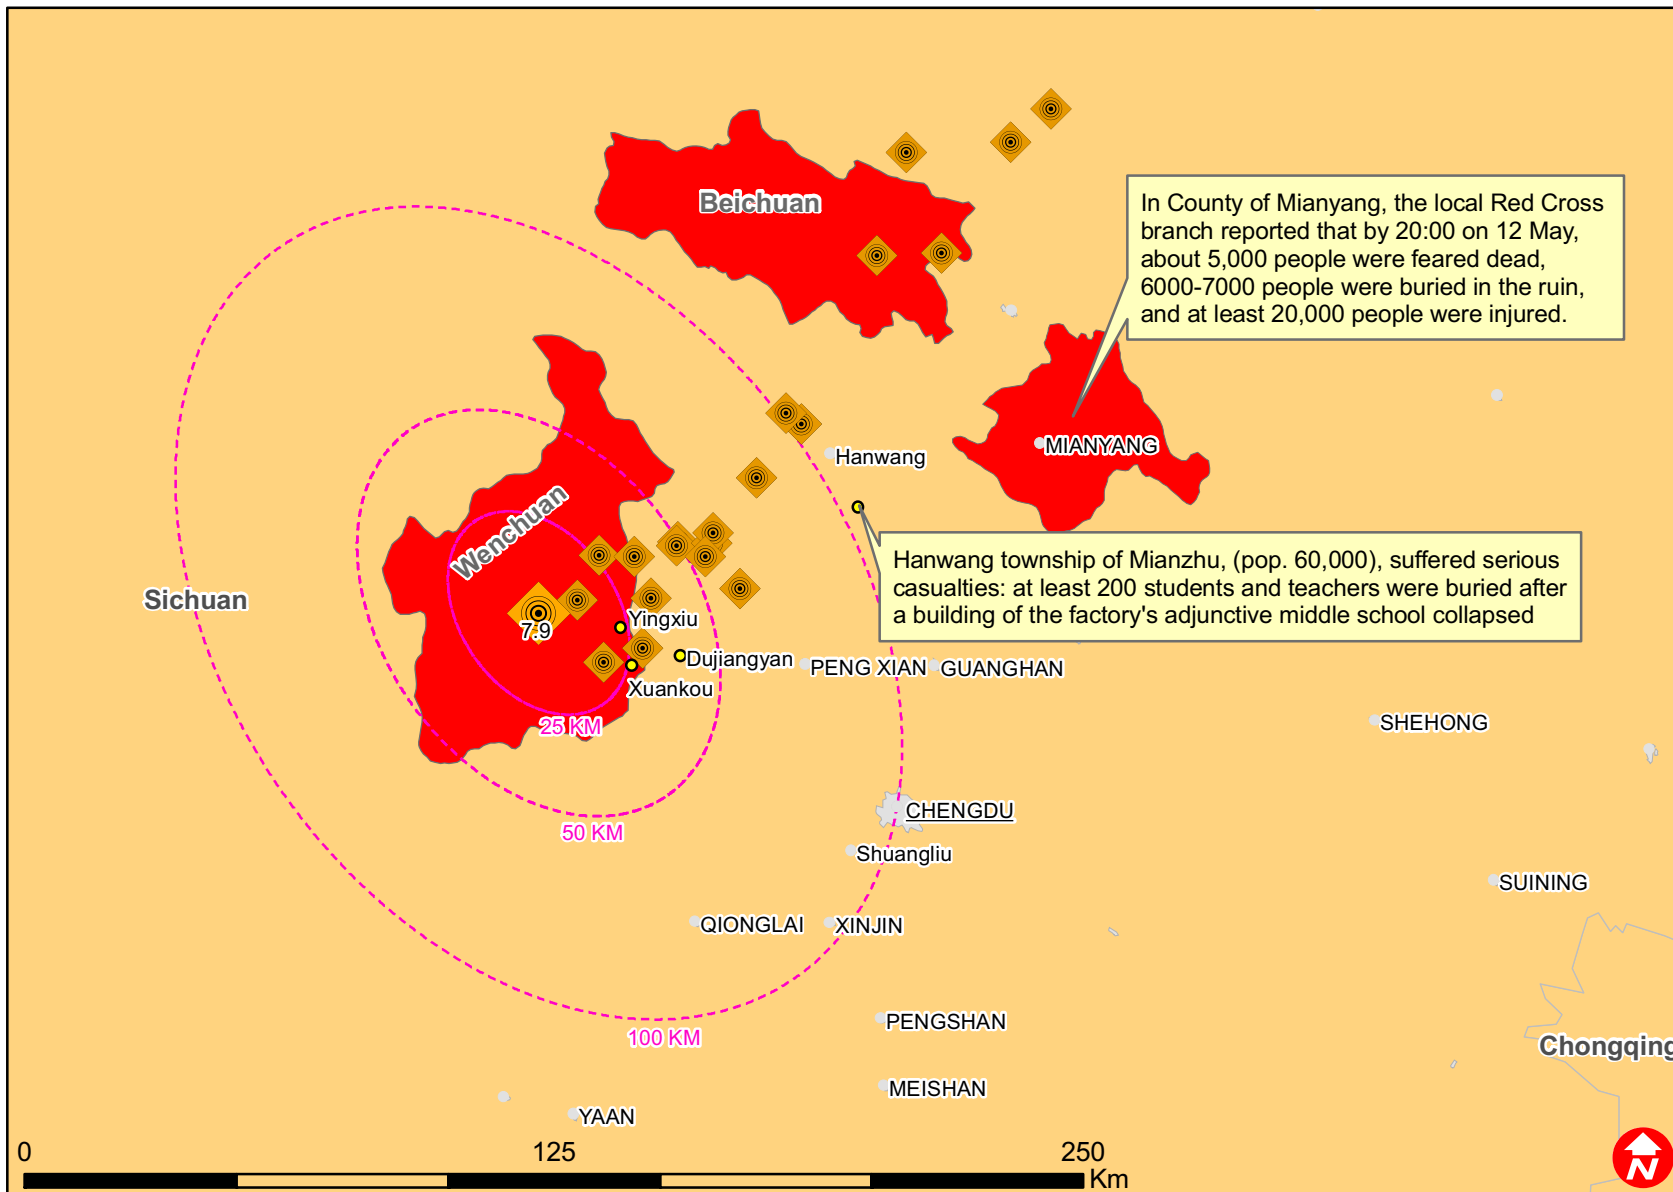 Beichuan
In County of Mianyang, the local Red Cross
branch reported that by 20:00 on 12 May,
about 5,000 people were feared dead,
6000-7000 people were buried in the ruin,
and at least 20,000 people were injured.
MIANYANG
Hanwang
Wenchuan
Hanwang township of Mianzhu, (pop. 60,000), suffered serious
casualties: at least 200 students and teachers were buried after
a building of the factory's adjunctive middle school collapsed
Sichuan
7.9
Yingxiu
Dujiangyan
PENG XIAN
GUANGHAN
Xuankou
25 KM
SHEHONG
50 KM
CHENGDU
Shuangliu
SUINING
QIONGLAI
XINJIN
PENGSHAN
100 KM
Chongqing
MEISHAN
YAAN
0
125
250
Km
N